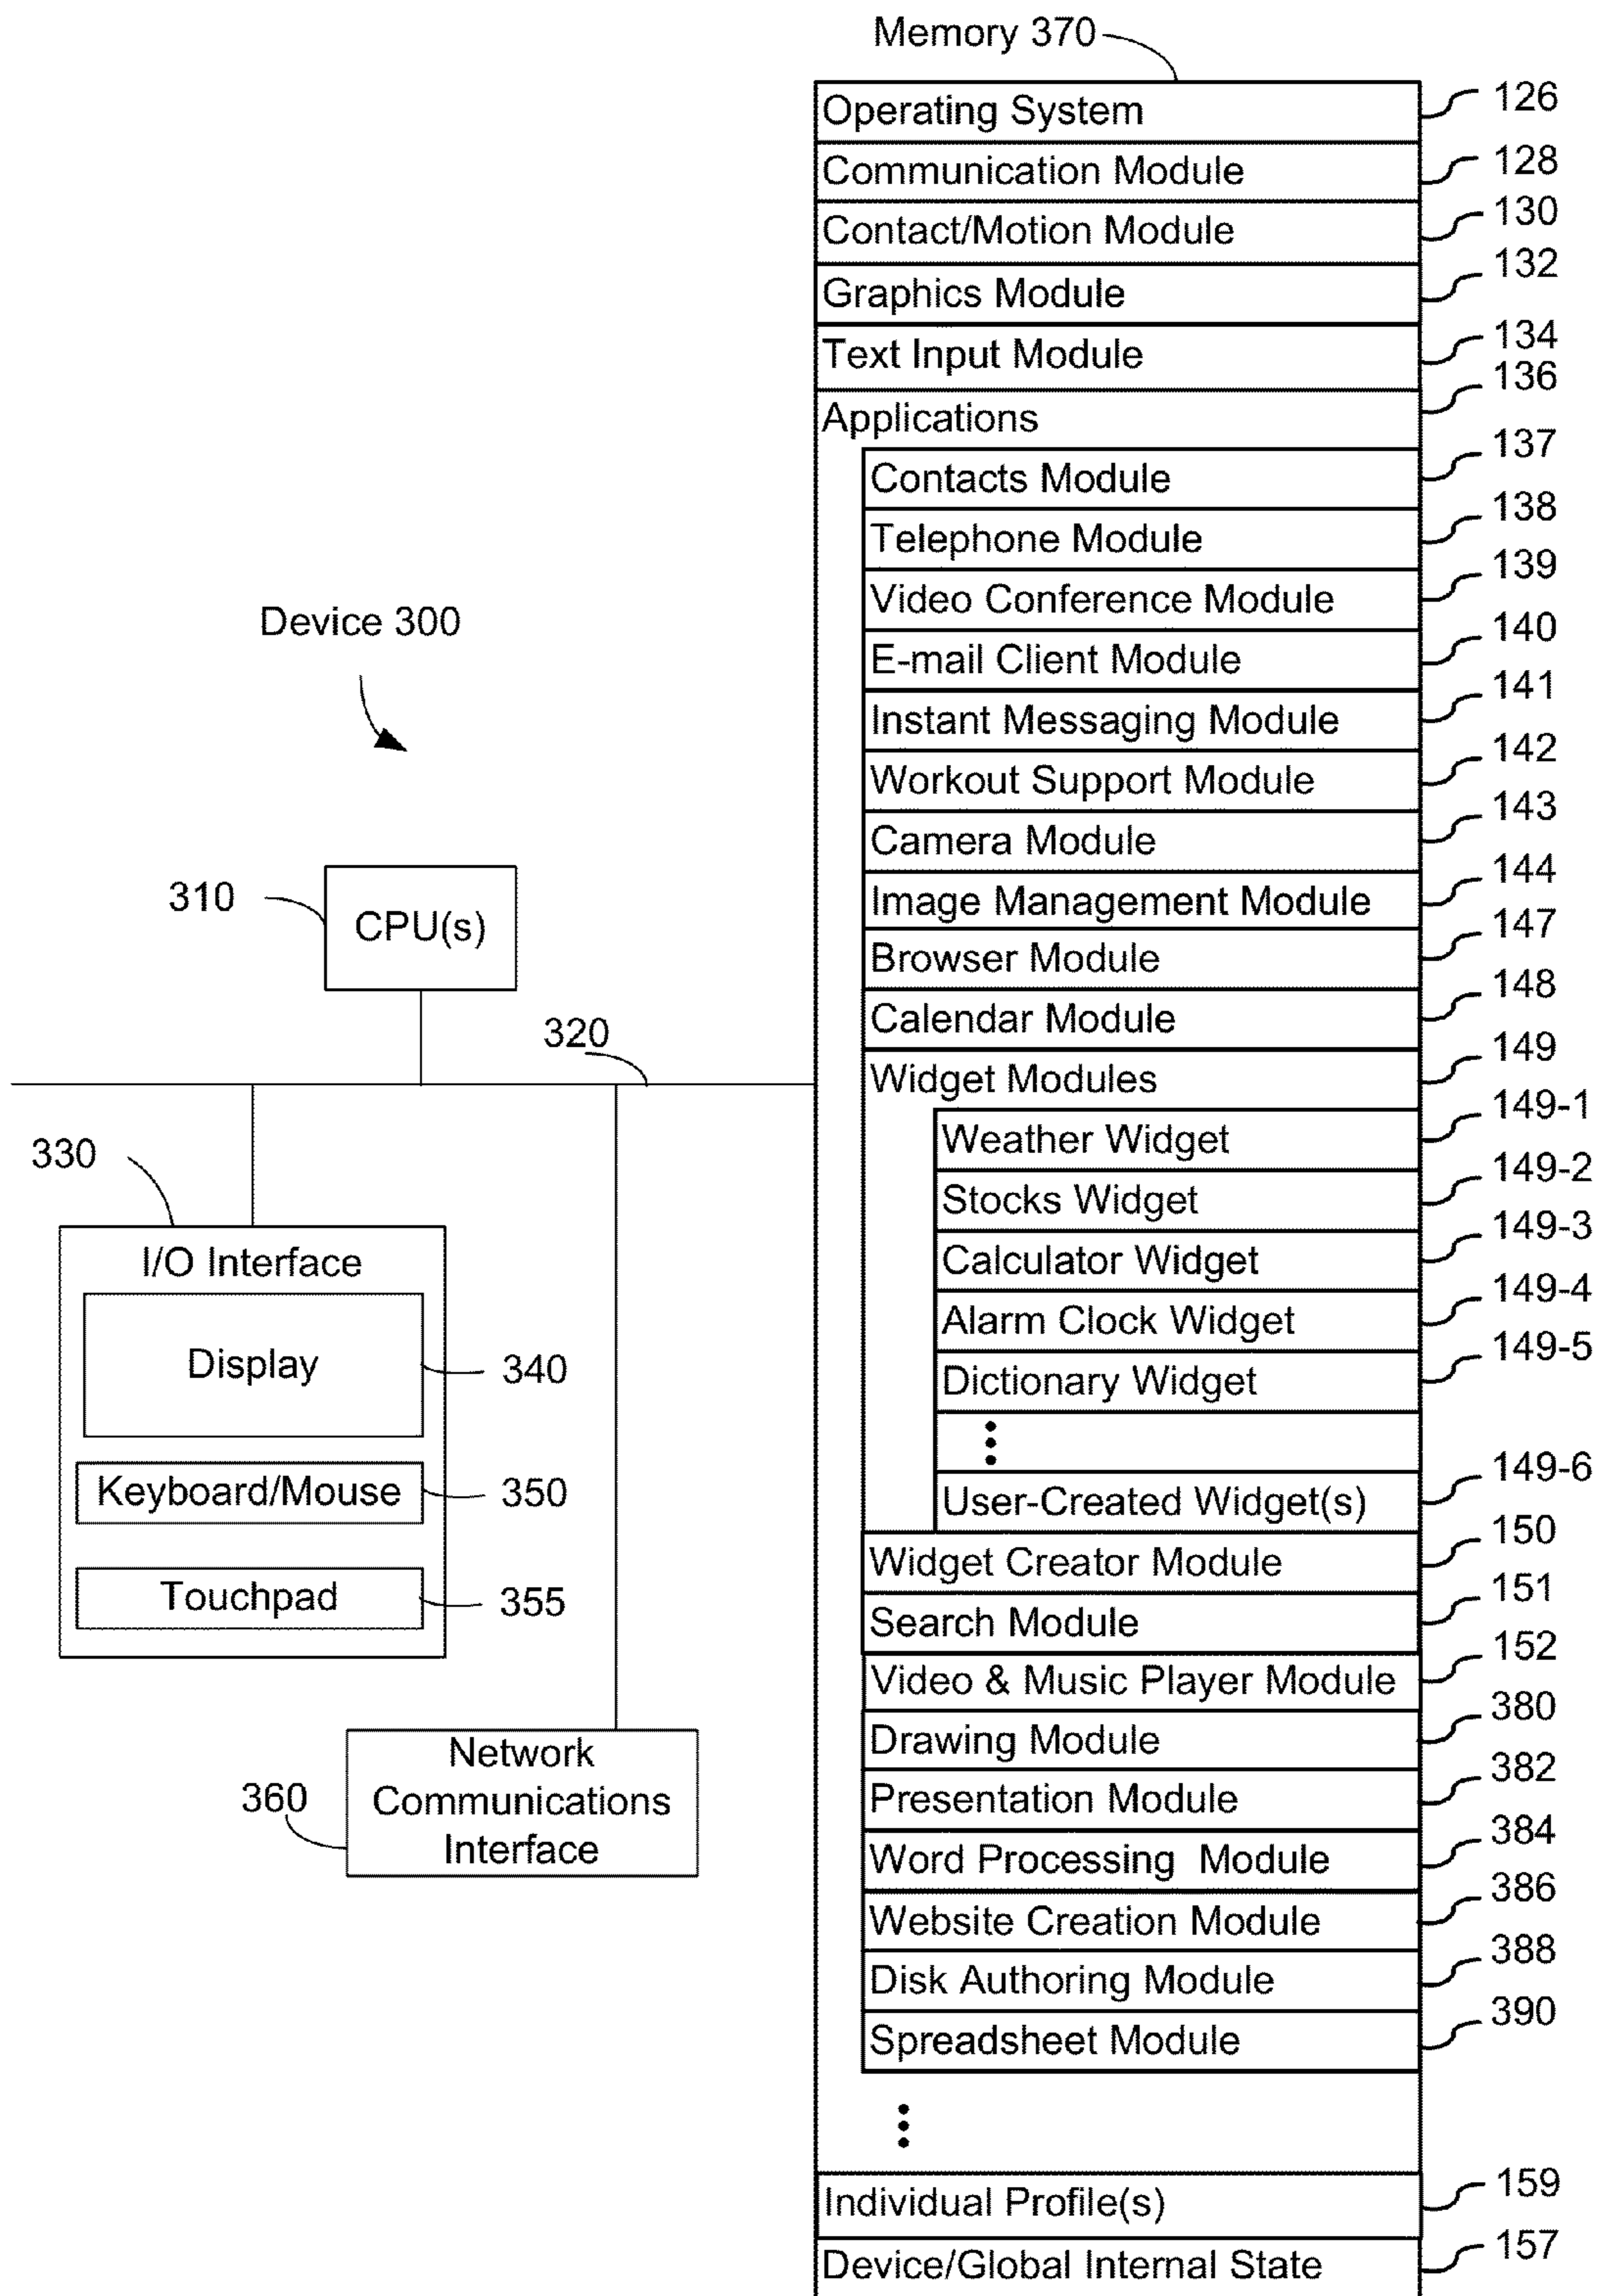 Memory 370
Operating System 126
Communication Module 128
Contact/Motion Module 130
Graphics Module 132
Text Input Module 134
Applications 136
Contacts Module 137
Telephone Module 138
Video Conference Module 139
E-mail Client Module 140
Instant Messaging Module 141
Workout Support Module 142
Camera Module 143
Image Management Module 144
Browser Module 147
Calendar Module 148
Widget Modules 149
Weather Widget 149-1
Stocks Widget 149-2
Calculator Widget 149-3
Alarm Clock Widget 149-4
Dictionary Widget 149-5
User-Created Widget(s) 149-6
Widget Creator Module 150
Search Module 151
Video & Music Player Module 152
Drawing Module 380
Presentation Module 382
Word Processing Module 384
Website Creation Module 386
Disk Authoring Module 388
Spreadsheet Module 390
Individual Profile(s) 159
Device/Global Internal State 157
Device 300
310 CPU(s)
320
330
I/O Interface
Display 340
Keyboard/Mouse 350
Touchpad 355
360
Network
Communications
Interface